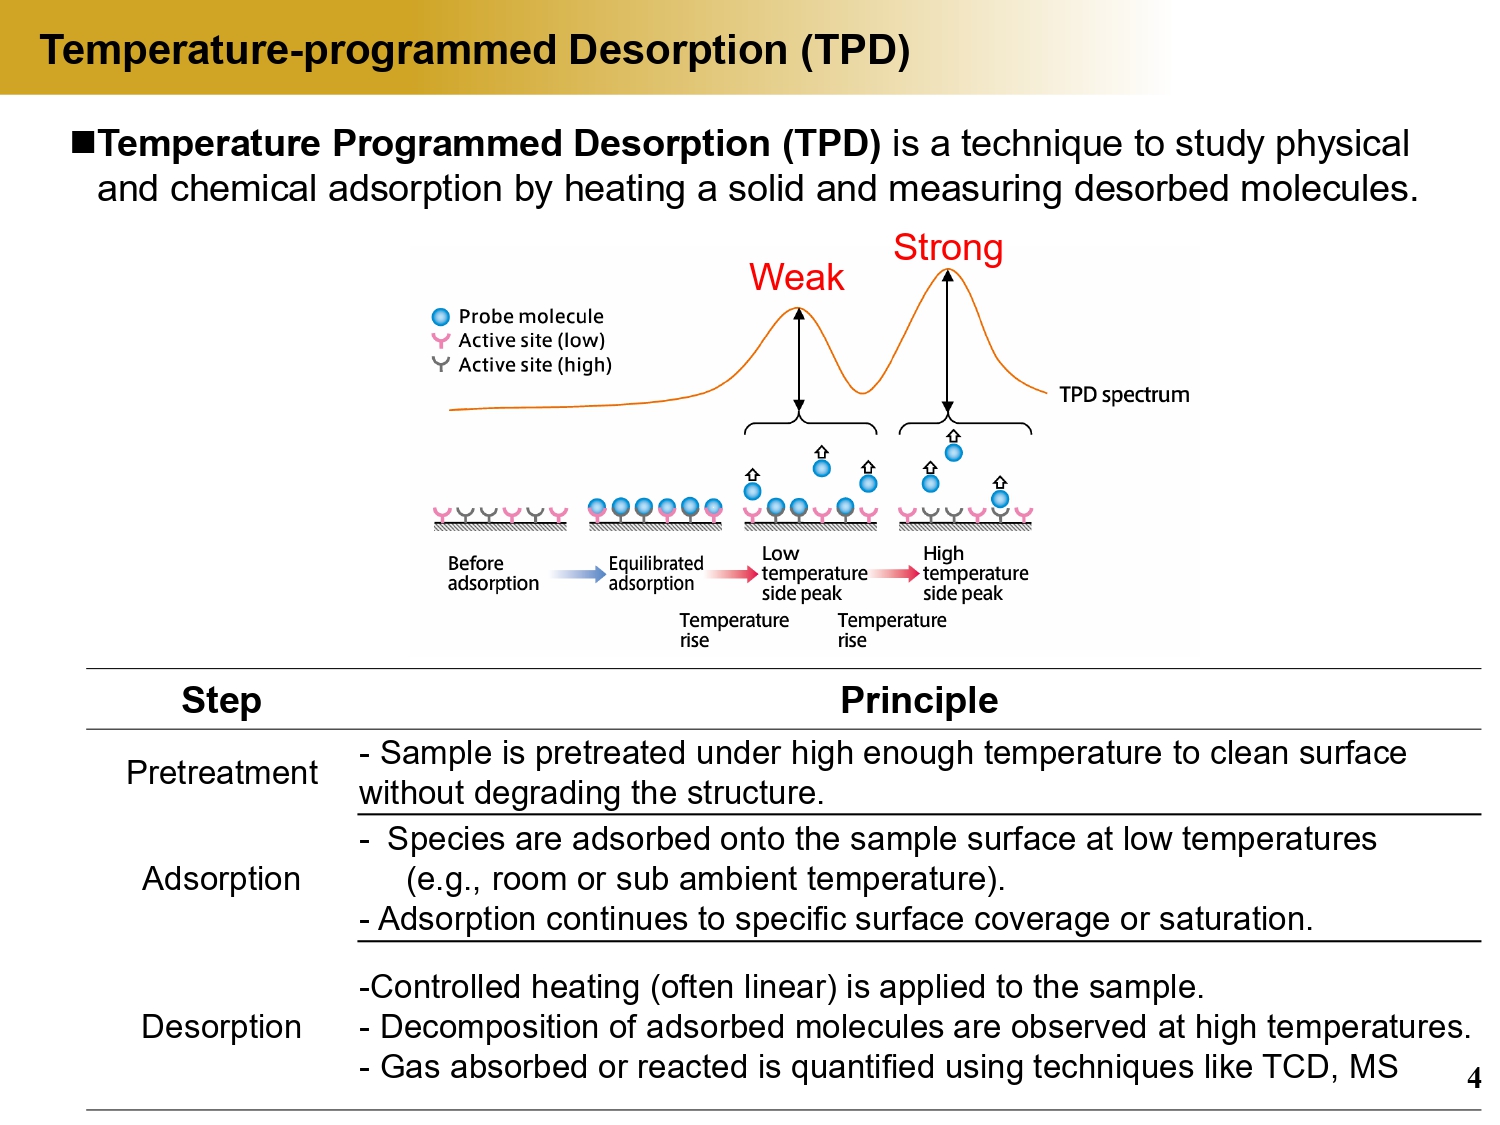 Temperature-programmed Desorption (TPD)
■Temperature Programmed Desorption (TPD) is a technique to study physical
and chemical adsorption by heating a solid and measuring desorbed molecules.
Strong
Weak
Probe molecule
Active site (low)
Active site (high)
TPD spectrum
Before
adsorption
Equilibrated
adsorption
Low
temperature
side peak
High
temperature
side peak
Temperature
rise
Temperature
rise
Step Principle
Pretreatment
- Sample is pretreated under high enough temperature to clean surface
without degrading the structure.
Adsorption
- Species are adsorbed onto the sample surface at low temperatures
(e.g., room or sub ambient temperature).
- Adsorption continues to specific surface coverage or saturation.
Desorption
-Controlled heating (often linear) is applied to the sample.
- Decomposition of adsorbed molecules are observed at high temperatures.
- Gas absorbed or reacted is quantified using techniques like TCD, MS
4